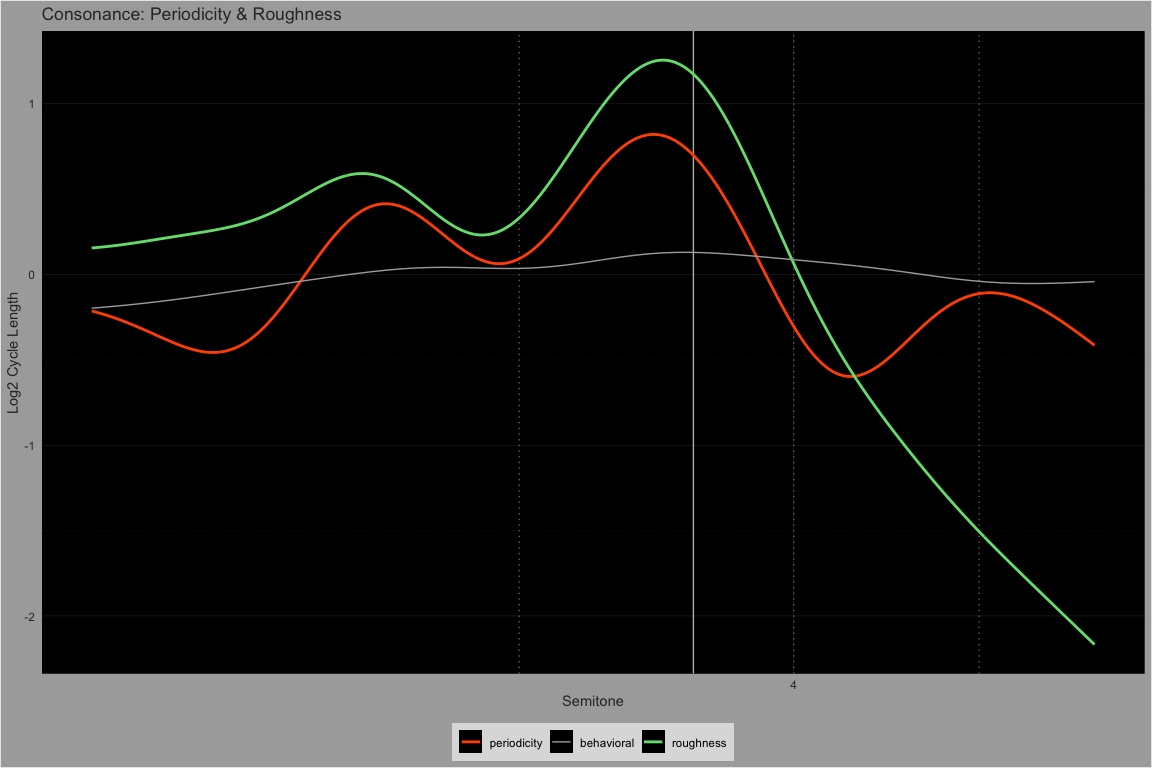 Consonance: Periodicity & Roughness
Log2 Cycle Length
1
0
-1
-2
4
Semitone
periodicity behavioral roughness